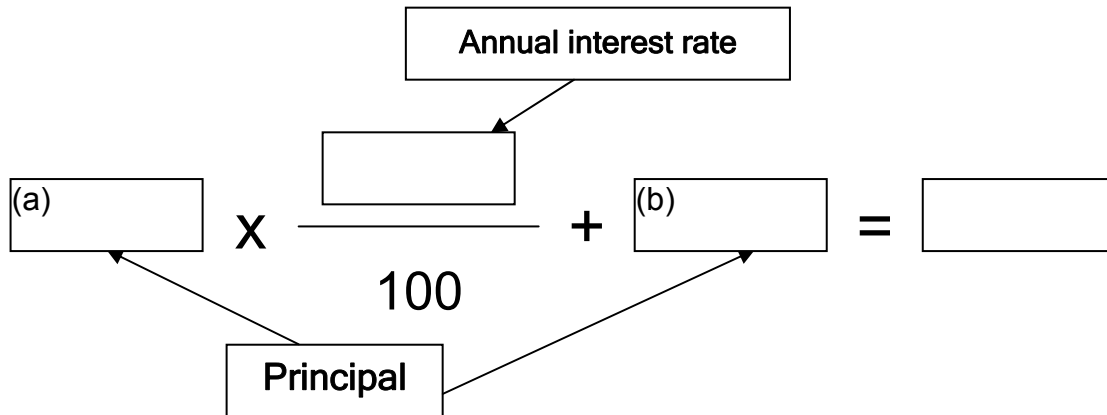 Annual interest rate
(a) x + (b) =
100
Principal